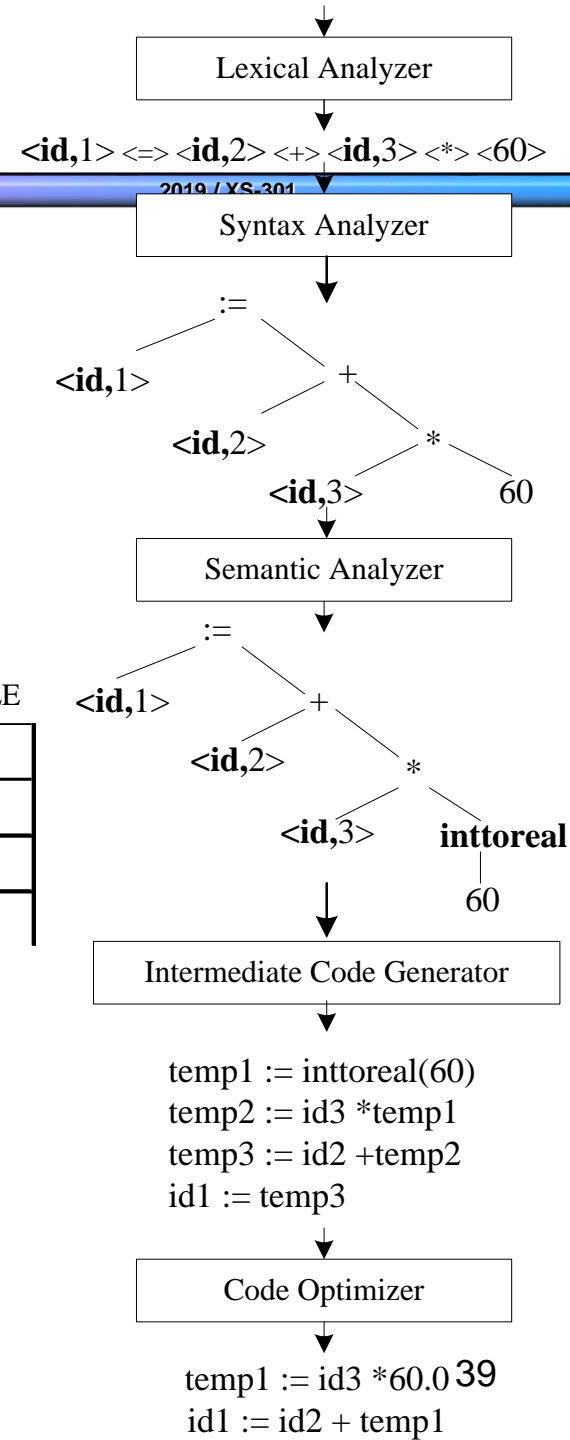 Lexical Analyzer
<id,1> <=> <id,2> <+> <id,3> <*> <60>
2019 / XS-301
Syntax Analyzer
:=
<id,1>
+
<id,2>
*
<id,3>
60
Semantic Analyzer
:=
<id,1>
+
<id,2>
*
<id,3>
inttoreal
60
Intermediate Code Generator
temp1 := inttoreal(60)
temp2 := id3 *temp1
temp3 := id2 +temp2
id1 := temp3
Code Optimizer
temp1 := id3 *60.0
39
id1 := id2 + temp1